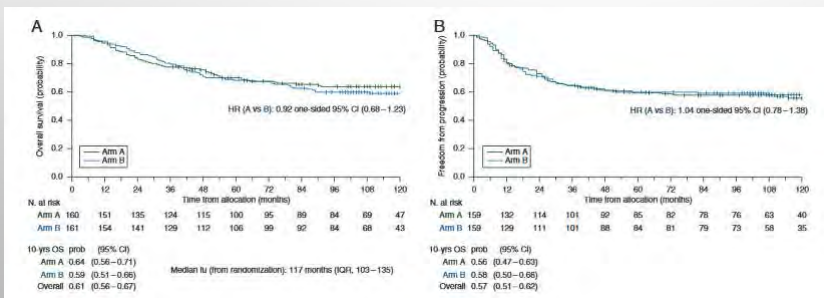 A
Overall survival (probability)
1.0
0.8
0.6
0.4
0.2
0.0
HR (A vs B): 0.92 one-sided 95% CI (0.68–1.23)
Arm A
Arm B
0 12 24 36 48 60 72 84 96 108 120
Time from allocation (months)
N. at risk
Arm A 160 151 135 124 115 100 95 89 84 69 47
Arm B 161 154 141 129 112 106 99 92 84 68 43
10-yrs OS prob (95% CI)
Arm A 0.64 (0.56–0.71)
Arm B 0.59 (0.51–0.66)
Overall 0.61 (0.56–0.67)
Median fu (from randomization): 117 months (IQR, 103–135)
B
Freedom from progression (probability)
1.0
0.8
0.6
0.4
0.2
0.0
HR (A vs B): 1.04 one-sided 95% CI (0.78–1.38)
Arm A
Arm B
0 12 24 36 48 60 72 84 96 108 120
Time from allocation (months)
N. at risk
Arm A 159 132 114 101 92 85 82 78 76 63 40
Arm B 159 129 111 101 88 84 81 79 73 58 35
10-yrs OS prob (95% CI)
Arm A 0.56 (0.47–0.63)
Arm B 0.58 (0.50–0.66)
Overall 0.57 (0.51–0.62)